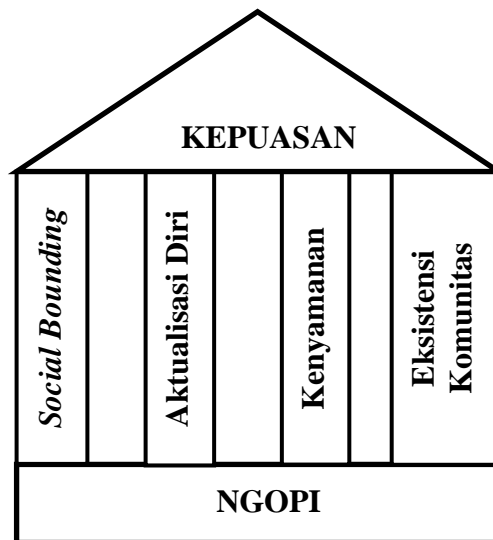 KEPUASAN
Social Bounding
Aktualisasi Diri
Kenyamanan
Eksistensi
Komunitas
NGOPI